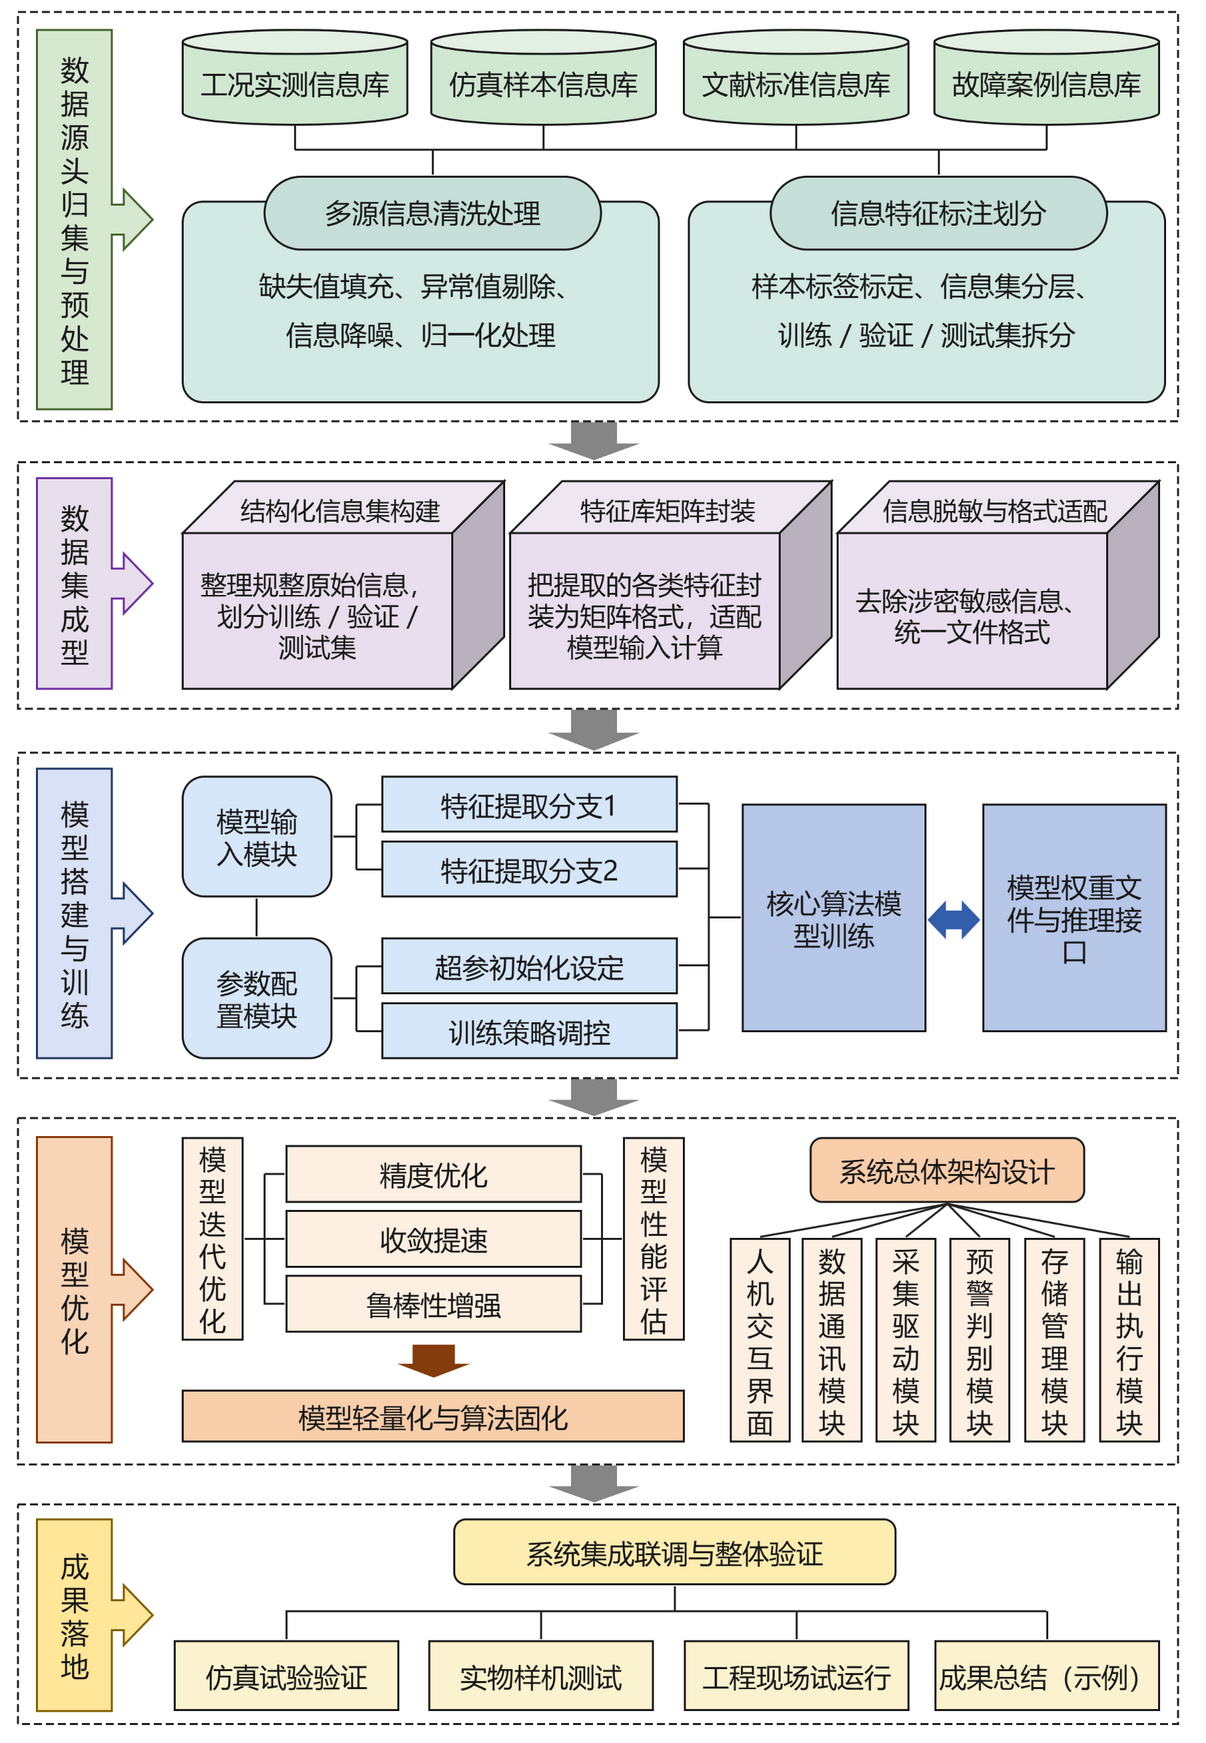 数据源头归集与预处理
工况实测信息库
仿真样本信息库
文献标准信息库
故障案例信息库
多源信息清洗处理
缺失值填充、异常值剔除、
信息降噪、归一化处理
信息特征标注划分
样本标签标定、信息集分层、
训练 / 验证 / 测试集拆分
数据集成型
结构化信息集构建
整理规整原始信息，
划分训练 / 验证 /
测试集
特征库矩阵封装
把提取的各类特征封
装为矩阵格式，适配
模型输入计算
信息脱敏与格式适配
去除涉密敏感信息、
统一文件格式
模型搭建与训练
模型输
入模块
特征提取分支1
特征提取分支2
参数配
置模块
超参初始化设定
训练策略调控
核心算法模
型训练
模型权重文
件与推理接
口
模型优化
模型迭代优化
精度优化
收敛提速
鲁棒性增强
模型性能评估
模型轻量化与算法固化
系统总体架构设计
人机交互界面
数据通讯模块
采集驱动模块
预警判别模块
存储管理模块
输出执行模块
成果落地
系统集成联调与整体验证
仿真试验验证
实物样机测试
工程现场试运行
成果总结（示例）